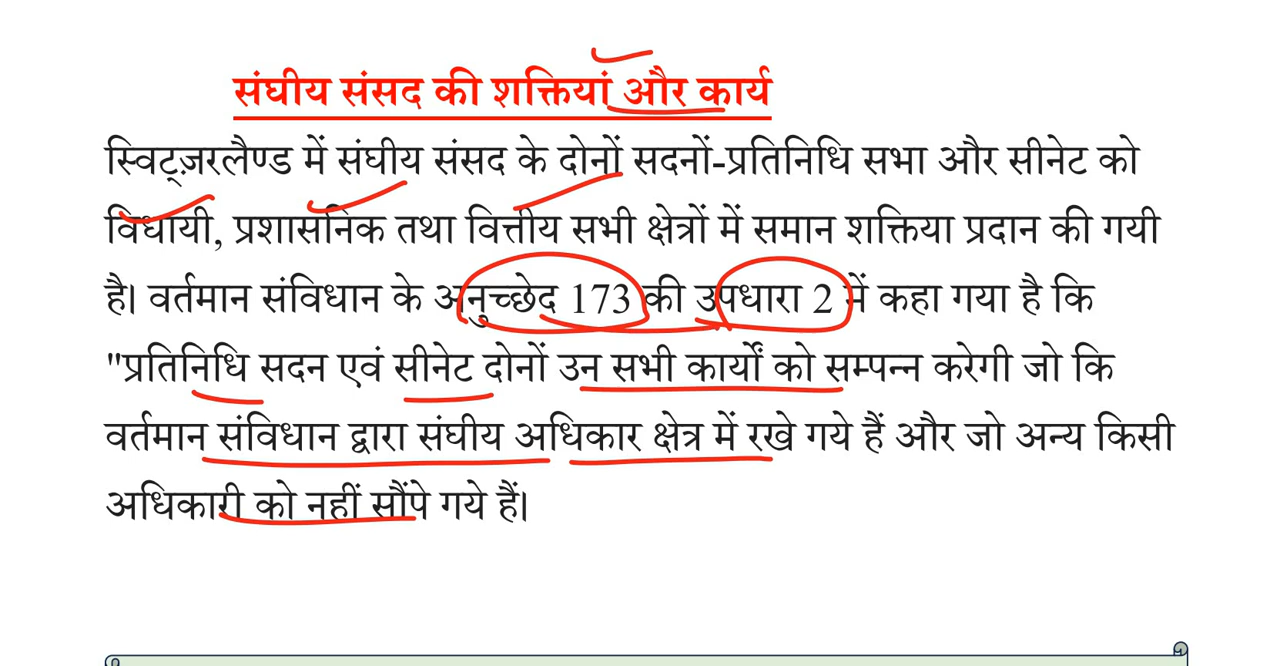 संघीय संसद की शक्तियां और कार्य
स्विट्ज़रलैण्ड में संघीय संसद के दोनों सदनों-प्रतिनिधि सभा और सीनेट को
विधायी, प्रशासनिक तथा वित्तीय सभी क्षेत्रों में समान शक्तिया प्रदान की गयी
है। वर्तमान संविधान के अनुच्छेद 173 की उपधारा 2 में कहा गया है कि
"प्रतिनिधि सदन एवं सीनेट दोनों उन सभी कार्यों को सम्पन्न करेगी जो कि
वर्तमान संविधान द्वारा संघीय अधिकार क्षेत्र में रखे गये हैं और जो अन्य किसी
अधिकारी को नहीं सौंपे गये हैं।